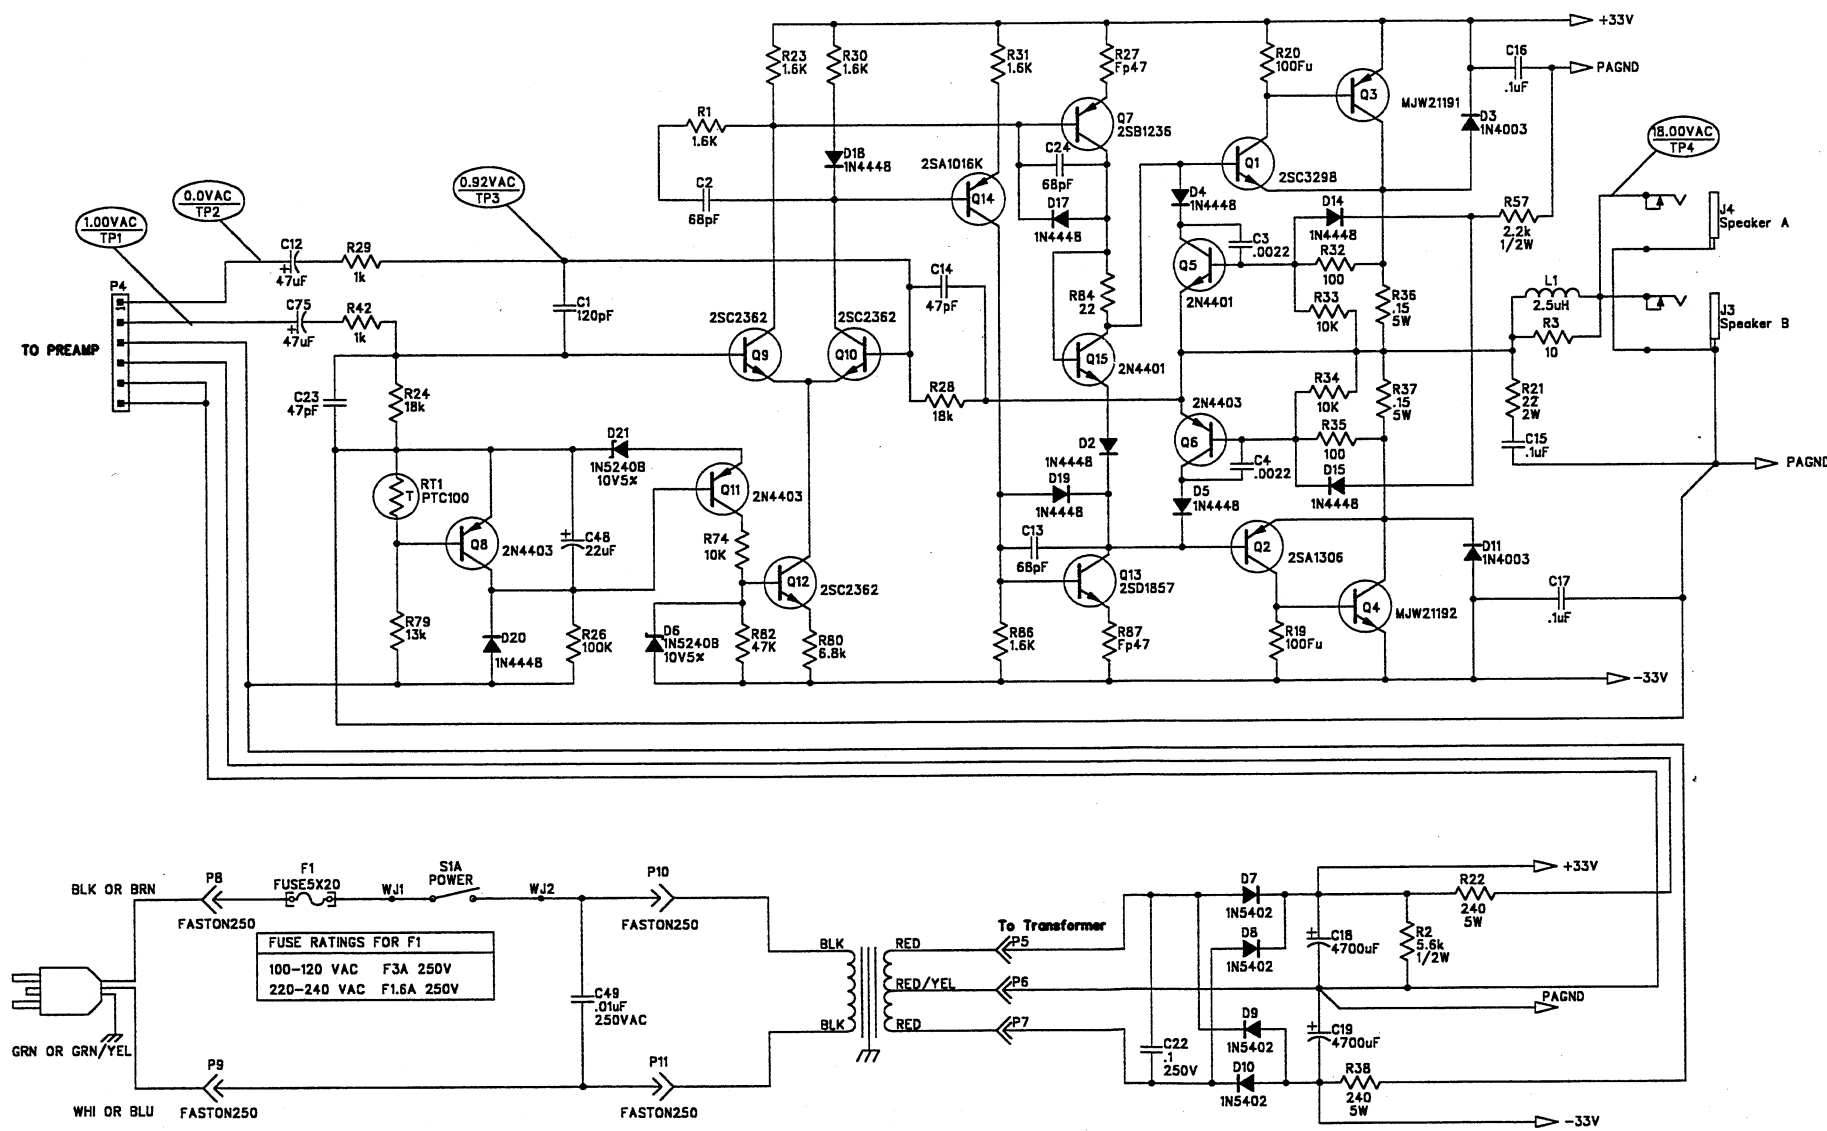 +33V
R23
1.6K
R30
1.6K
R31
1.6K
R27
Fp47
R20
100Fu
C16
.1uF
PAGND
Q3
MJW21191
R1
1.6K
Q7
2SB1236
D3
1N4003
18.00VAC
TP4
D18
1N4448
2SA1016K
C24
68pF
Q1
2SC3298
0.92VAC
TP3
0.0VAC
TP2
1.00VAC
TP1
C2
68pF
Q14
D17
1N4448
D4
1N4448
D14
1N4448
R57
2.2k
1/2W
J4
Speaker A
C12
+
47uF
R29
1k
C3
.0022
R32
100
Q5
2N4401
C14
47pF
R84
22
R33
10K
R36
.15
5W
L1
2.5uH
P4
1
C75
+
47uF
R42
1k
C1
120pF
2SC2362
2SC2362
R3
10
J3
Speaker B
TO PREAMP
Q9
Q10
Q15
2N4401
C23
47pF
R24
18k
R28
18k
2N4403
R34
10K
R37
.15
5W
R21
22
2W
Q6
R35
100
D21
1N5240B
10V5%
D2
1N4448
C4
.0022
C15
.1uF
PAGND
RT1
PTC100
T
Q11
2N4403
D19
1N4448
D5
1N4448
D15
1N4448
Q8
2N4403
+
C48
22uF
R74
10K
C13
68pF
Q2
2SA1306
D11
1N4003
Q12
2SC2362
Q13
2SD1857
Q4
MJW21192
C17
.1uF
R79
13k
D20
1N4448
R26
100K
D6
1N5240B
10V5%
R82
47K
R80
6.8k
R86
1.6K
R87
Fp47
R19
100Fu
-33V
BLK OR BRN
P8
FASTON250
F1
FUSE5X20
WJ1
S1A
POWER
WJ2
P10
FASTON250
+33V
D7
1N5402
R22
240
5W
FUSE RATINGS FOR F1
100-120 VAC F3A 250V
220-240 VAC F1.6A 250V
To Transformer
BLK
RED
P5
D8
1N5402
+
C18
4700uF
R2
5.6k
1/2W
C49
.01uF
250VAC
RED/YEL
P6
PAGND
BLK
RED
P7
D9
1N5402
+
C19
4700uF
GRN OR GRN/YEL
C22
.1
250V
P9
FASTON250
P11
FASTON250
D10
1N5402
R38
240
5W
WHI OR BLU
-33V